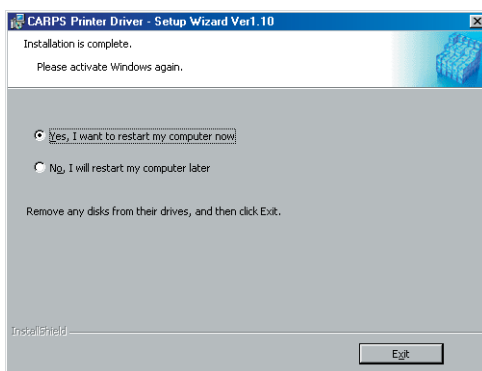 CARPS Printer Driver - Setup Wizard Ver1.10
Installation is complete.
Please activate Windows again.
Yes, I want to restart my computer now
No, I will restart my computer later
Remove any disks from their drives, and then click Exit.
InstallShield
Exit